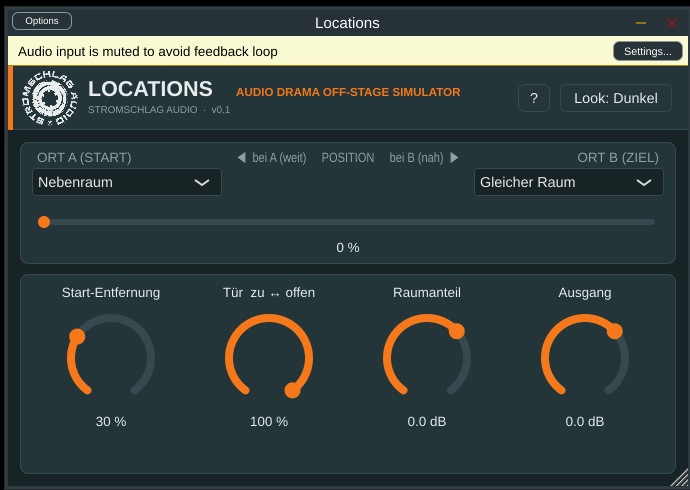 Options
Locations
Audio input is muted to avoid feedback loop
Settings...
STROMSCHLAG AUDIO
LOCATIONS
AUDIO DRAMA OFF-STAGE SIMULATOR
STROMSCHLAG AUDIO · v0.1
?
Look: Dunkel
ORT A (START)
◀ bei A (weit) POSITION bei B (nah) ▶
ORT B (ZIEL)
Nebenraum
Gleicher Raum
0 %
Start-Entfernung
Tür zu ↔ offen
Raumanteil
Ausgang
30 %
100 %
0.0 dB
0.0 dB